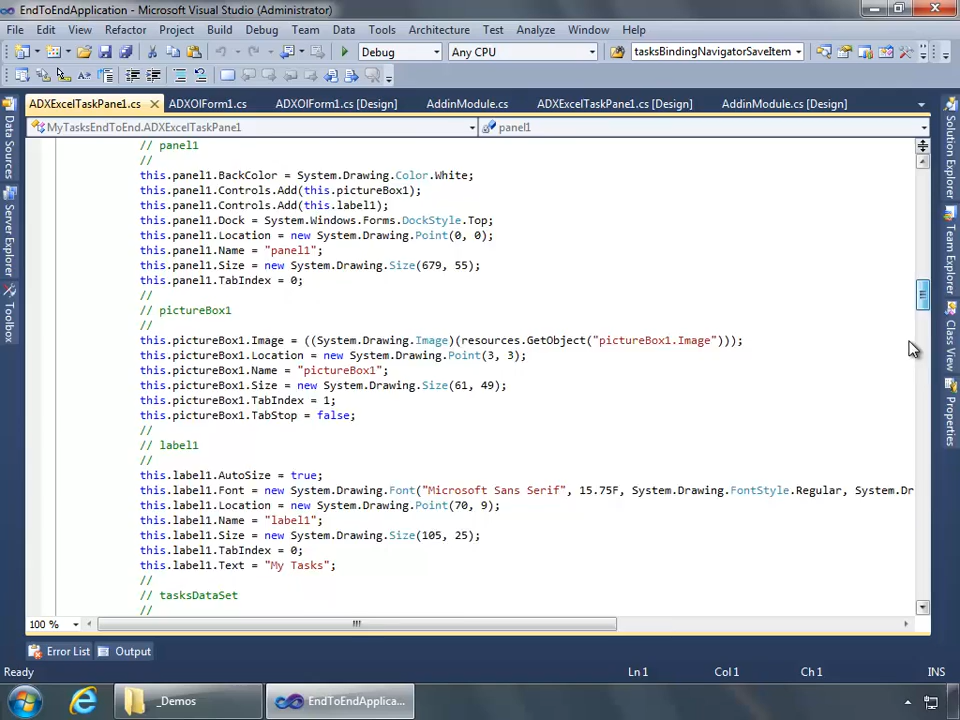 EndToEndApplication - Microsoft Visual Studio (Administrator)
File Edit View Refactor Project Build Debug Team Data Tools Architecture Test Analyze Window Help
Debug Any CPU tasksBindingNavigatorSaveItem
ADXExcelTaskPane1.cs ADXOlForm1.cs ADXOlForm1.cs [Design] AddinModule.cs ADXExcelTaskPane1.cs [Design] AddinModule.cs [Design]
MyTasksEndToEnd.ADXExcelTaskPane1 panel1
// panel1
//
this.panel1.BackColor = System.Drawing.Color.White;
this.panel1.Controls.Add(this.pictureBox1);
this.panel1.Controls.Add(this.label1);
this.panel1.Dock = System.Windows.Forms.DockStyle.Top;
this.panel1.Location = new System.Drawing.Point(0, 0);
this.panel1.Name = "panel1";
this.panel1.Size = new System.Drawing.Size(679, 55);
this.panel1.TabIndex = 0;
//
// pictureBox1
//
this.pictureBox1.Image = ((System.Drawing.Image)(resources.GetObject("pictureBox1.Image")));
this.pictureBox1.Location = new System.Drawing.Point(3, 3);
this.pictureBox1.Name = "pictureBox1";
this.pictureBox1.Size = new System.Drawing.Size(61, 49);
this.pictureBox1.TabIndex = 1;
this.pictureBox1.TabStop = false;
//
// label1
//
this.label1.AutoSize = true;
this.label1.Font = new System.Drawing.Font("Microsoft Sans Serif", 15.75F, System.Drawing.FontStyle.Regular, System.Dr
this.label1.Location = new System.Drawing.Point(70, 9);
this.label1.Name = "label1";
this.label1.Size = new System.Drawing.Size(105, 25);
this.label1.TabIndex = 0;
this.label1.Text = "My Tasks";
//
// tasksDataSet
//
100 %
Data Sources
Server Explorer
Toolbox
Solution Explorer
Team Explorer
Class View
Properties
Error List Output
Ready Ln 1 Col 1 Ch 1 INS
_Demos EndToEndApplica...